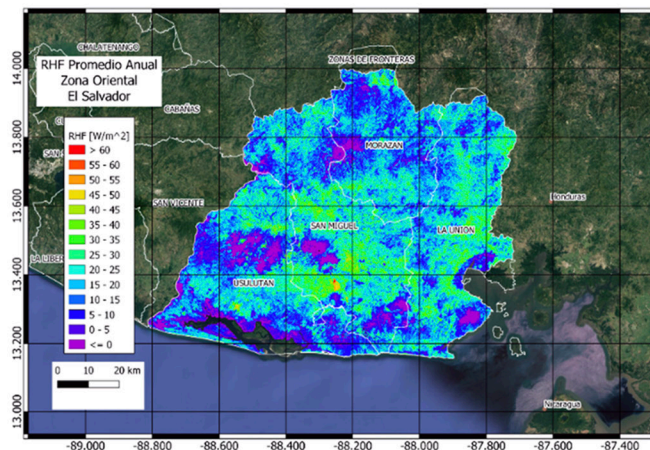 RHF Promedio Anual
Zona Oriental
El Salvador
RHF [W/m^2]
> 60
55 - 60
50 - 55
45 - 50
40 - 45
35 - 40
30 - 35
25 - 30
20 - 25
15 - 20
10 - 15
5 - 10
0 - 5
<= 0
0 10 20 km
CHALATENANGO
ZONAS DE FRONTERAS
CABAÑAS
MORAZAN
SAN VICENTE
SAN MIGUEL
LA UNION
Honduras
LA LIBER
USULUTAN
Nicaragua
14.000
13.800
13.600
13.400
13.200
13.000
-89.000
-88.800
-88.600
-88.400
-88.200
-88.000
-87.800
-87.600
-87.400